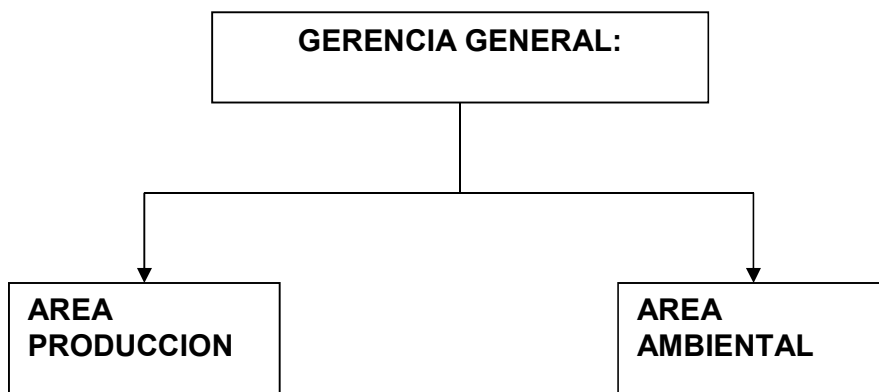 GERENCIA GENERAL:
AREA
PRODUCCION
AREA
AMBIENTAL